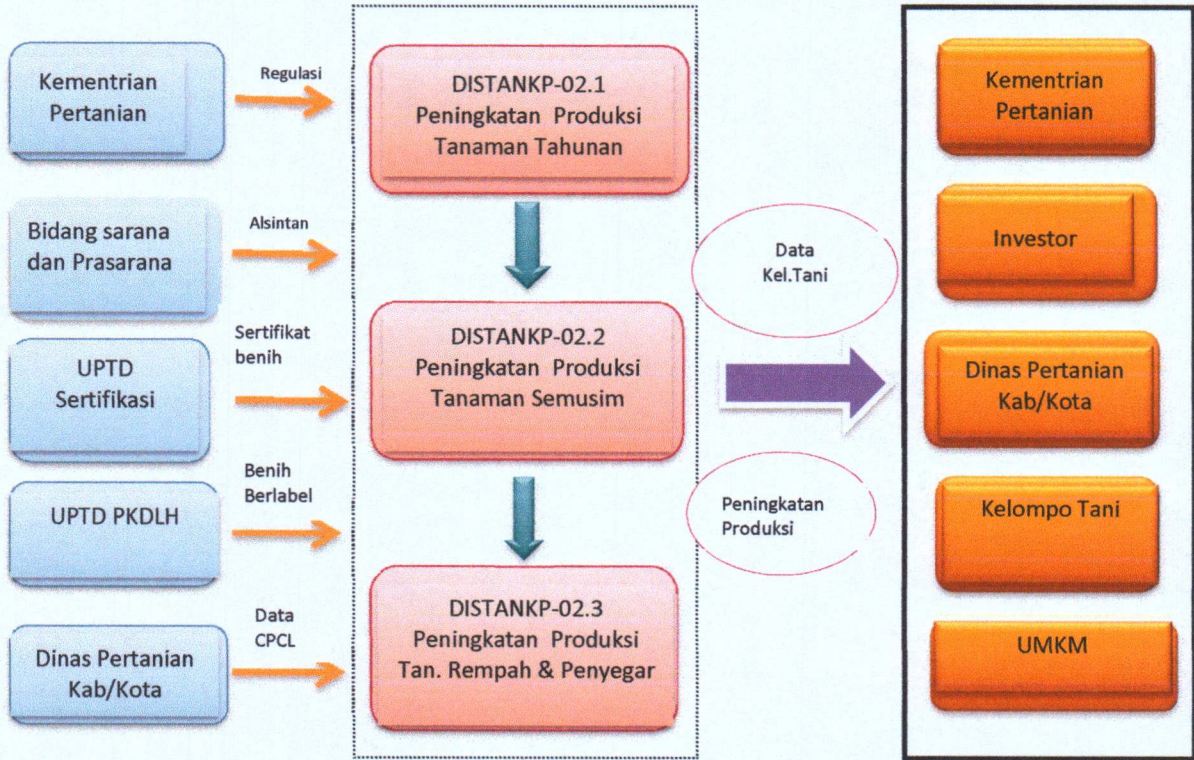 Kementrian
Pertanian
Regulasi
DISTANKP-02.1
Peningkatan Produksi
Tanaman Tahunan
Kementrian
Pertanian
Bidang sarana
dan Prasarana
Alsintan
Data
Kel.Tani
Investor
Sertifikat
benih
UPTD
Sertifikasi
DISTANKP-02.2
Peningkatan Produksi
Tanaman Semusim
Dinas Pertanian
Kab/Kota
Benih
Berlabel
UPTD PKDLH
Peningkatan
Produksi
Kelompo Tani
Data
CPCL
Dinas Pertanian
Kab/Kota
DISTANKP-02.3
Peningkatan Produksi
Tan. Rempah & Penyegar
UMKM